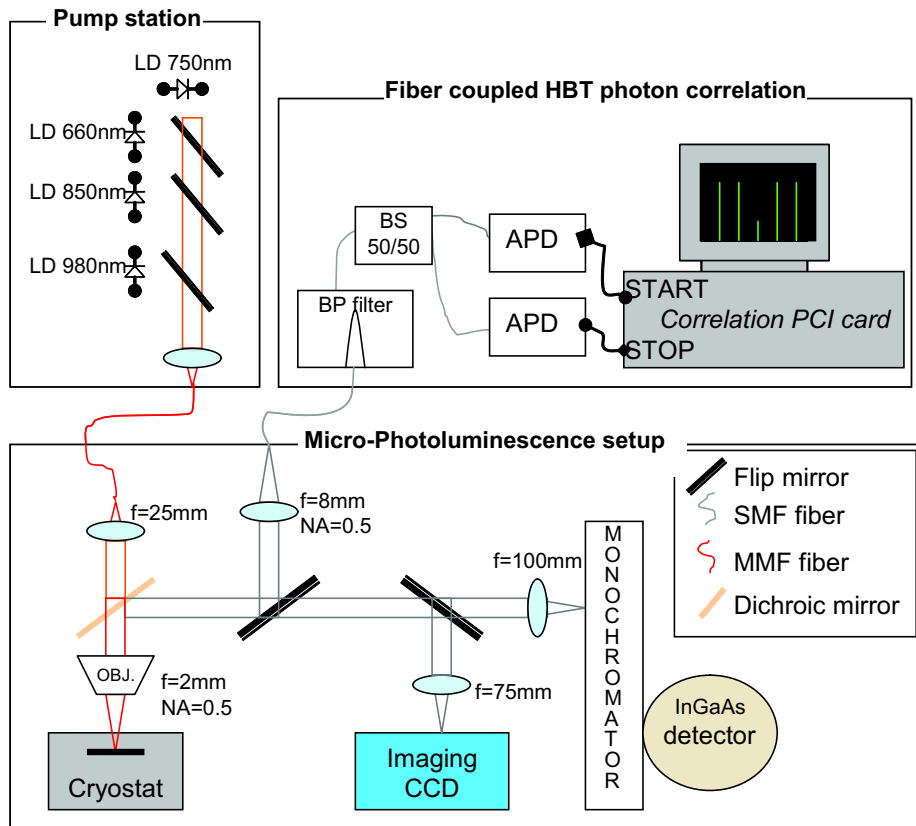 Pump station
LD 750nm
LD 660nm
LD 850nm
LD 980nm
Fiber coupled HBT photon correlation
BS
50/50
BP filter
APD
APD
START
Correlation PCI card
STOP
Micro-Photoluminescence setup
f=25mm
f=8mm
NA=0.5
f=100mm
f=75mm
OBJ.
f=2mm
NA=0.5
Cryostat
Imaging
CCD
MONOCHROMATOR
InGaAs
detector
Flip mirror
SMF fiber
MMF fiber
Dichroic mirror